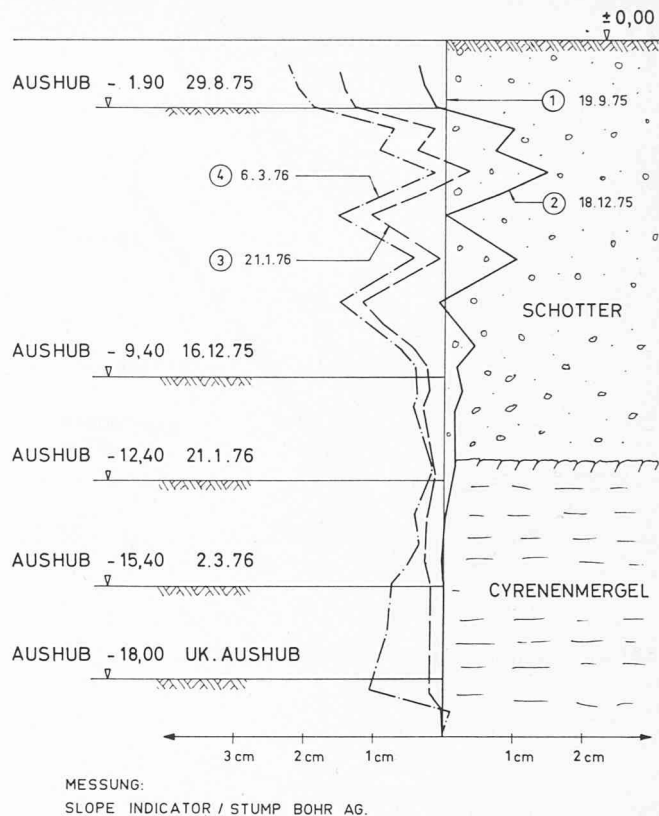 ± 0,00
AUSHUB - 1.90 29.8.75
1 19.9.75
4 6.3.76
2 18.12.75
3 21.1.76
SCHOTTER
AUSHUB - 9,40 16.12.75
AUSHUB - 12,40 21.1.76
AUSHUB - 15,40 2.3.76
CYRENENMERGEL
AUSHUB - 18,00 UK. AUSHUB
3 cm 2 cm 1 cm 1 cm 2 cm
MESSUNG:
SLOPE INDICATOR / STUMP BOHR AG.